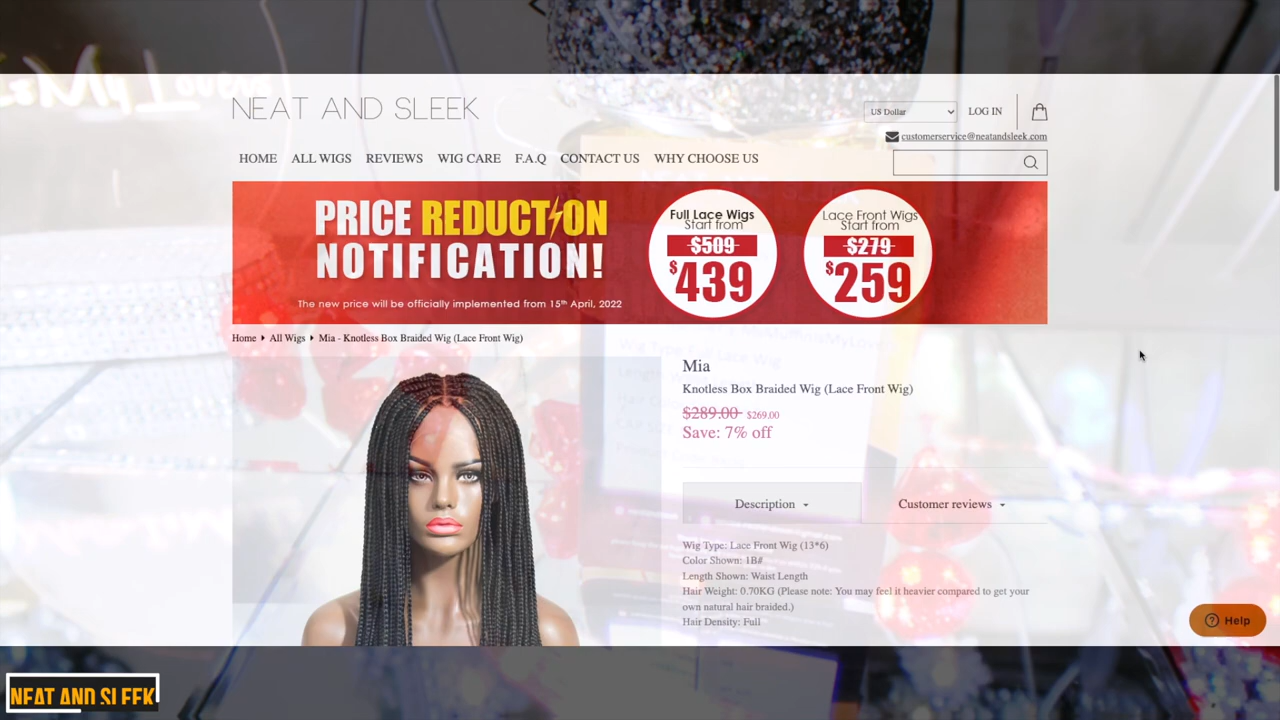 NEAT AND SLEEK
US Dollar
LOG IN
customerservice@neatandsleek.com
HOME ALL WIGS REVIEWS WIG CARE F.A.Q CONTACT US WHY CHOOSE US
PRICE REDUCTION
NOTIFICATION!
The new price will be officially implemented from 15th April, 2022
Full Lace Wigs
Start from
$509
$439
Lace Front Wigs
Start from
$279
$259
Home All Wigs Mia - Knotless Box Braided Wig (Lace Front Wig)
Mia
Knotless Box Braided Wig (Lace Front Wig)
$289.00 $269.00
Save: 7% off
Description
Customer reviews
Wig Type: Lace Front Wig (13*6)
Color Shown: 1B#
Length Shown: Waist Length
Hair Weight: 0.70KG (Please note: You may feel it heavier compared to get your
own natural hair braided.)
Hair Density: Full
Help
NEAT AND SLEEK